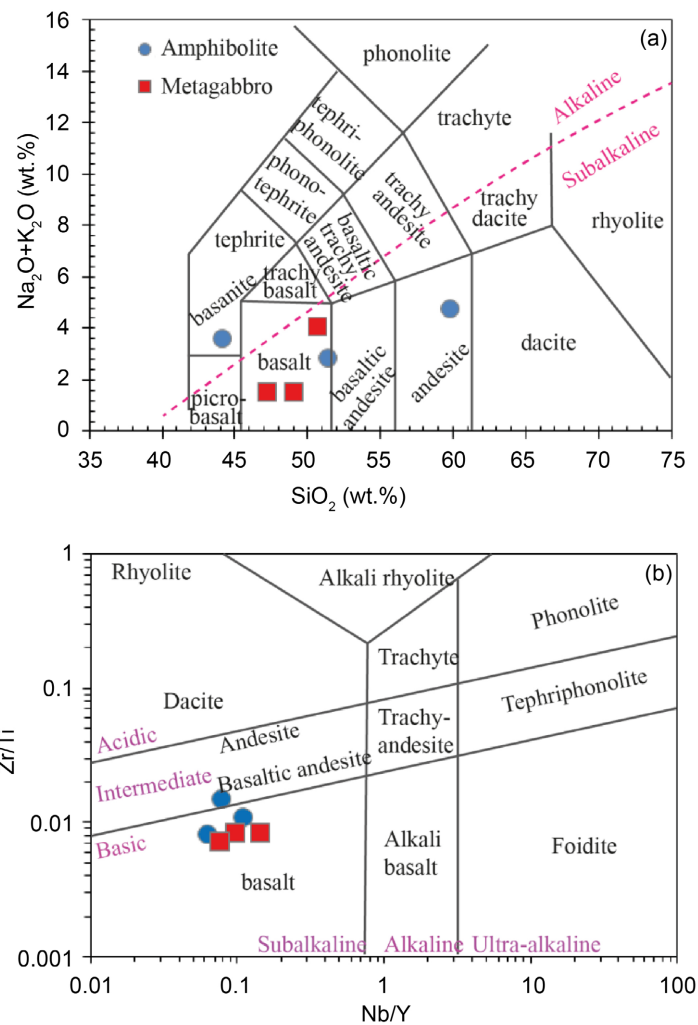 16
14
12
10
8
6
4
2
0
Na2O+K2O (wt.%)
(a)
Amphibolite
Metagabbro
phonolite
tephri-
phonolite
trachyte
Alkaline
Subalkaline
phono-
tephrite
trachy
andesite
trachy
dacite
rhyolite
tephrite
basaltic
trachy
andesite
basanite
trachy
basalt
basalt
basaltic
andesite
andesite
dacite
picro-
basalt
35 40 45 50 55 60 65 70 75
SiO2 (wt.%)
1
0.1
0.01
0.001
Zr/Ti
(b)
Rhyolite
Alkali rhyolite
Phonolite
Trachyte
Tephriphonolite
Dacite
Acidic
Andesite
Trachy-
andesite
Intermediate
Basaltic andesite
Basic
Alkali
basalt
Foidite
basalt
Subalkaline
Alkaline
Ultra-alkaline
0.01 0.1 1 10 100
Nb/Y